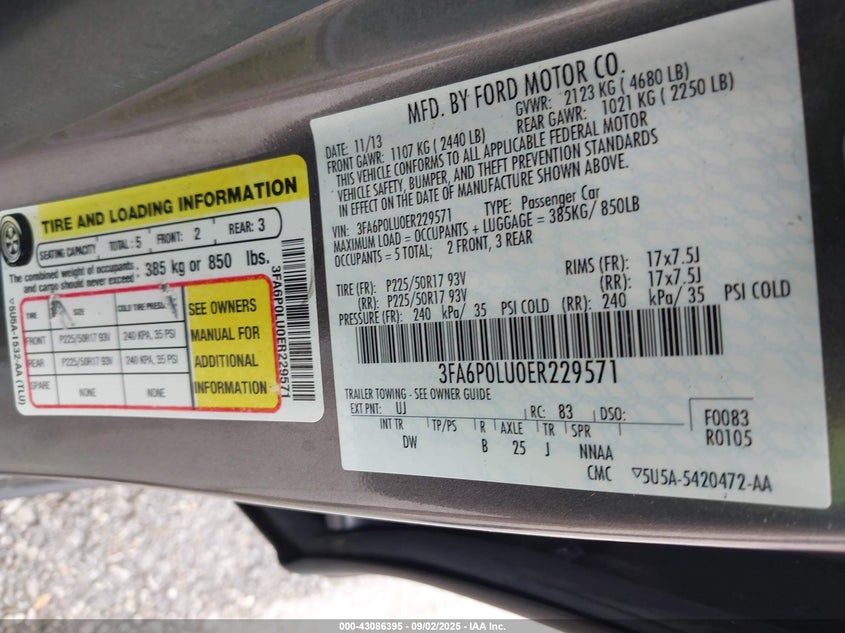 TIRE AND LOADING INFORMATION
SEATING CAPACITY TOTAL: 5 FRONT: 2 REAR: 3
The combined weight of occupants
and cargo should never exceed : 385 kg or 850 lbs.
TIRE SIZE COLD TIRE PRESSURE
FRONT P225/50R17 93V 240 KPA, 35 PSI
REAR P225/50R17 93V 240 KPA, 35 PSI
SPARE NONE NONE
SEE OWNERS
MANUAL FOR
ADDITIONAL
INFORMATION
5U5A-1532-AA (TLU)
3FA6P0LU0ER229571
MFD. BY FORD MOTOR CO.
DATE: 11/13 GVWR: 2123 KG ( 4680 LB)
FRONT GAWR: 1107 KG ( 2440 LB) REAR GAWR: 1021 KG ( 2250 LB)
THIS VEHICLE CONFORMS TO ALL APPLICABLE FEDERAL MOTOR
VEHICLE SAFETY, BUMPER, AND THEFT PREVENTION STANDARDS
IN EFFECT ON THE DATE OF MANUFACTURE SHOWN ABOVE.
VIN: 3FA6P0LU0ER229571 TYPE: Passenger Car
MAXIMUM LOAD = OCCUPANTS + LUGGAGE = 385KG/ 850LB
OCCUPANTS = 5 TOTAL; 2 FRONT, 3 REAR
TIRE (FR): P225/50R17 93V RIMS (FR): 17x7.5J
(RR): P225/50R17 93V (RR): 17x7.5J
PRESSURE (FR): 240 kPa/ 35 PSI COLD (RR): 240 kPa/ 35 PSI COLD
3FA6P0LU0ER229571
TRAILER TOWING - SEE OWNER GUIDE
EXT PNT: UJ RC: 83 DSO: F0083
R0105
INT TR TP/PS R AXLE TR SPR
DW B 25 J NNAA
CMC 5U5A-5420472-AA
000-43086395 - 09/02/2025 - IAA Inc.